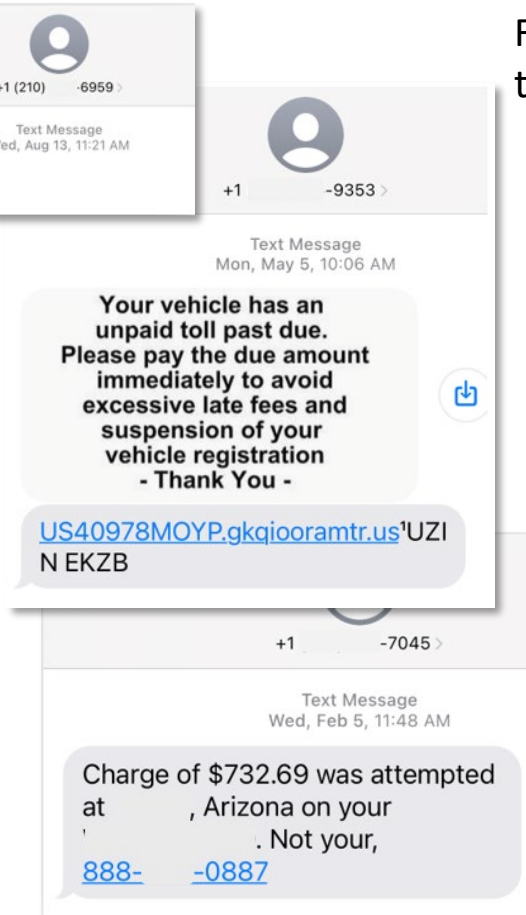 +1 (210) -6959 >
Text Message
Wed, Aug 13, 11:21 AM
+1 -9353 >
Text Message
Mon, May 5, 10:06 AM
Your vehicle has an
unpaid toll past due.
Please pay the due amount
immediately to avoid
excessive late fees and
suspension of your
vehicle registration
- Thank You -
US40978MOYP.gkqiooramtr.us¹UZI
N EKZB
+1 -7045 >
Text Message
Wed, Feb 5, 11:48 AM
Charge of $732.69 was attempted
at , Arizona on your
. Not your,
888- -0887